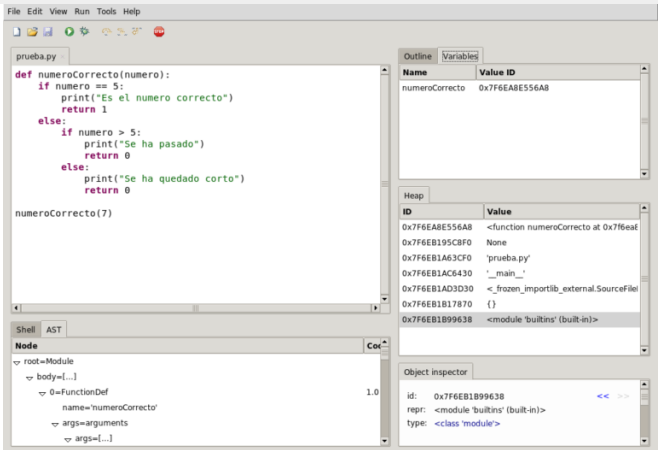 File Edit View Run Tools Help
prueba.py
def numeroCorrecto(numero):
    if numero == 5:
        print("Es el numero correcto")
        return 1
    else:
        if numero > 5:
            print("Se ha pasado")
            return 0
        else:
            print("Se ha quedado corto")
            return 0
numeroCorrecto(7)
Shell AST
Node Coc
root=Module
body=[...]
0=FunctionDef 1.0
name='numeroCorrecto'
args=arguments
args=[...]
Outline Variables
Name Value ID
numeroCorrecto 0x7F6EA8E556A8
Heap
ID Value
0x7F6EA8E556A8 <function numeroCorrecto at 0x7f6ea8
0x7F6EB195C8F0 None
0x7F6EB1A63CF0 'prueba.py'
0x7F6EB1AC6430 '__main__'
0x7F6EB1AD3D30 <_frozen_importlib_external.SourceFile
0x7F6EB1B17870 {}
0x7F6EB1B99638 <module 'builtins' (built-in)>
Object inspector
id: 0x7F6EB1B99638 << >>
repr: <module 'builtins' (built-in)>
type: <class 'module'>